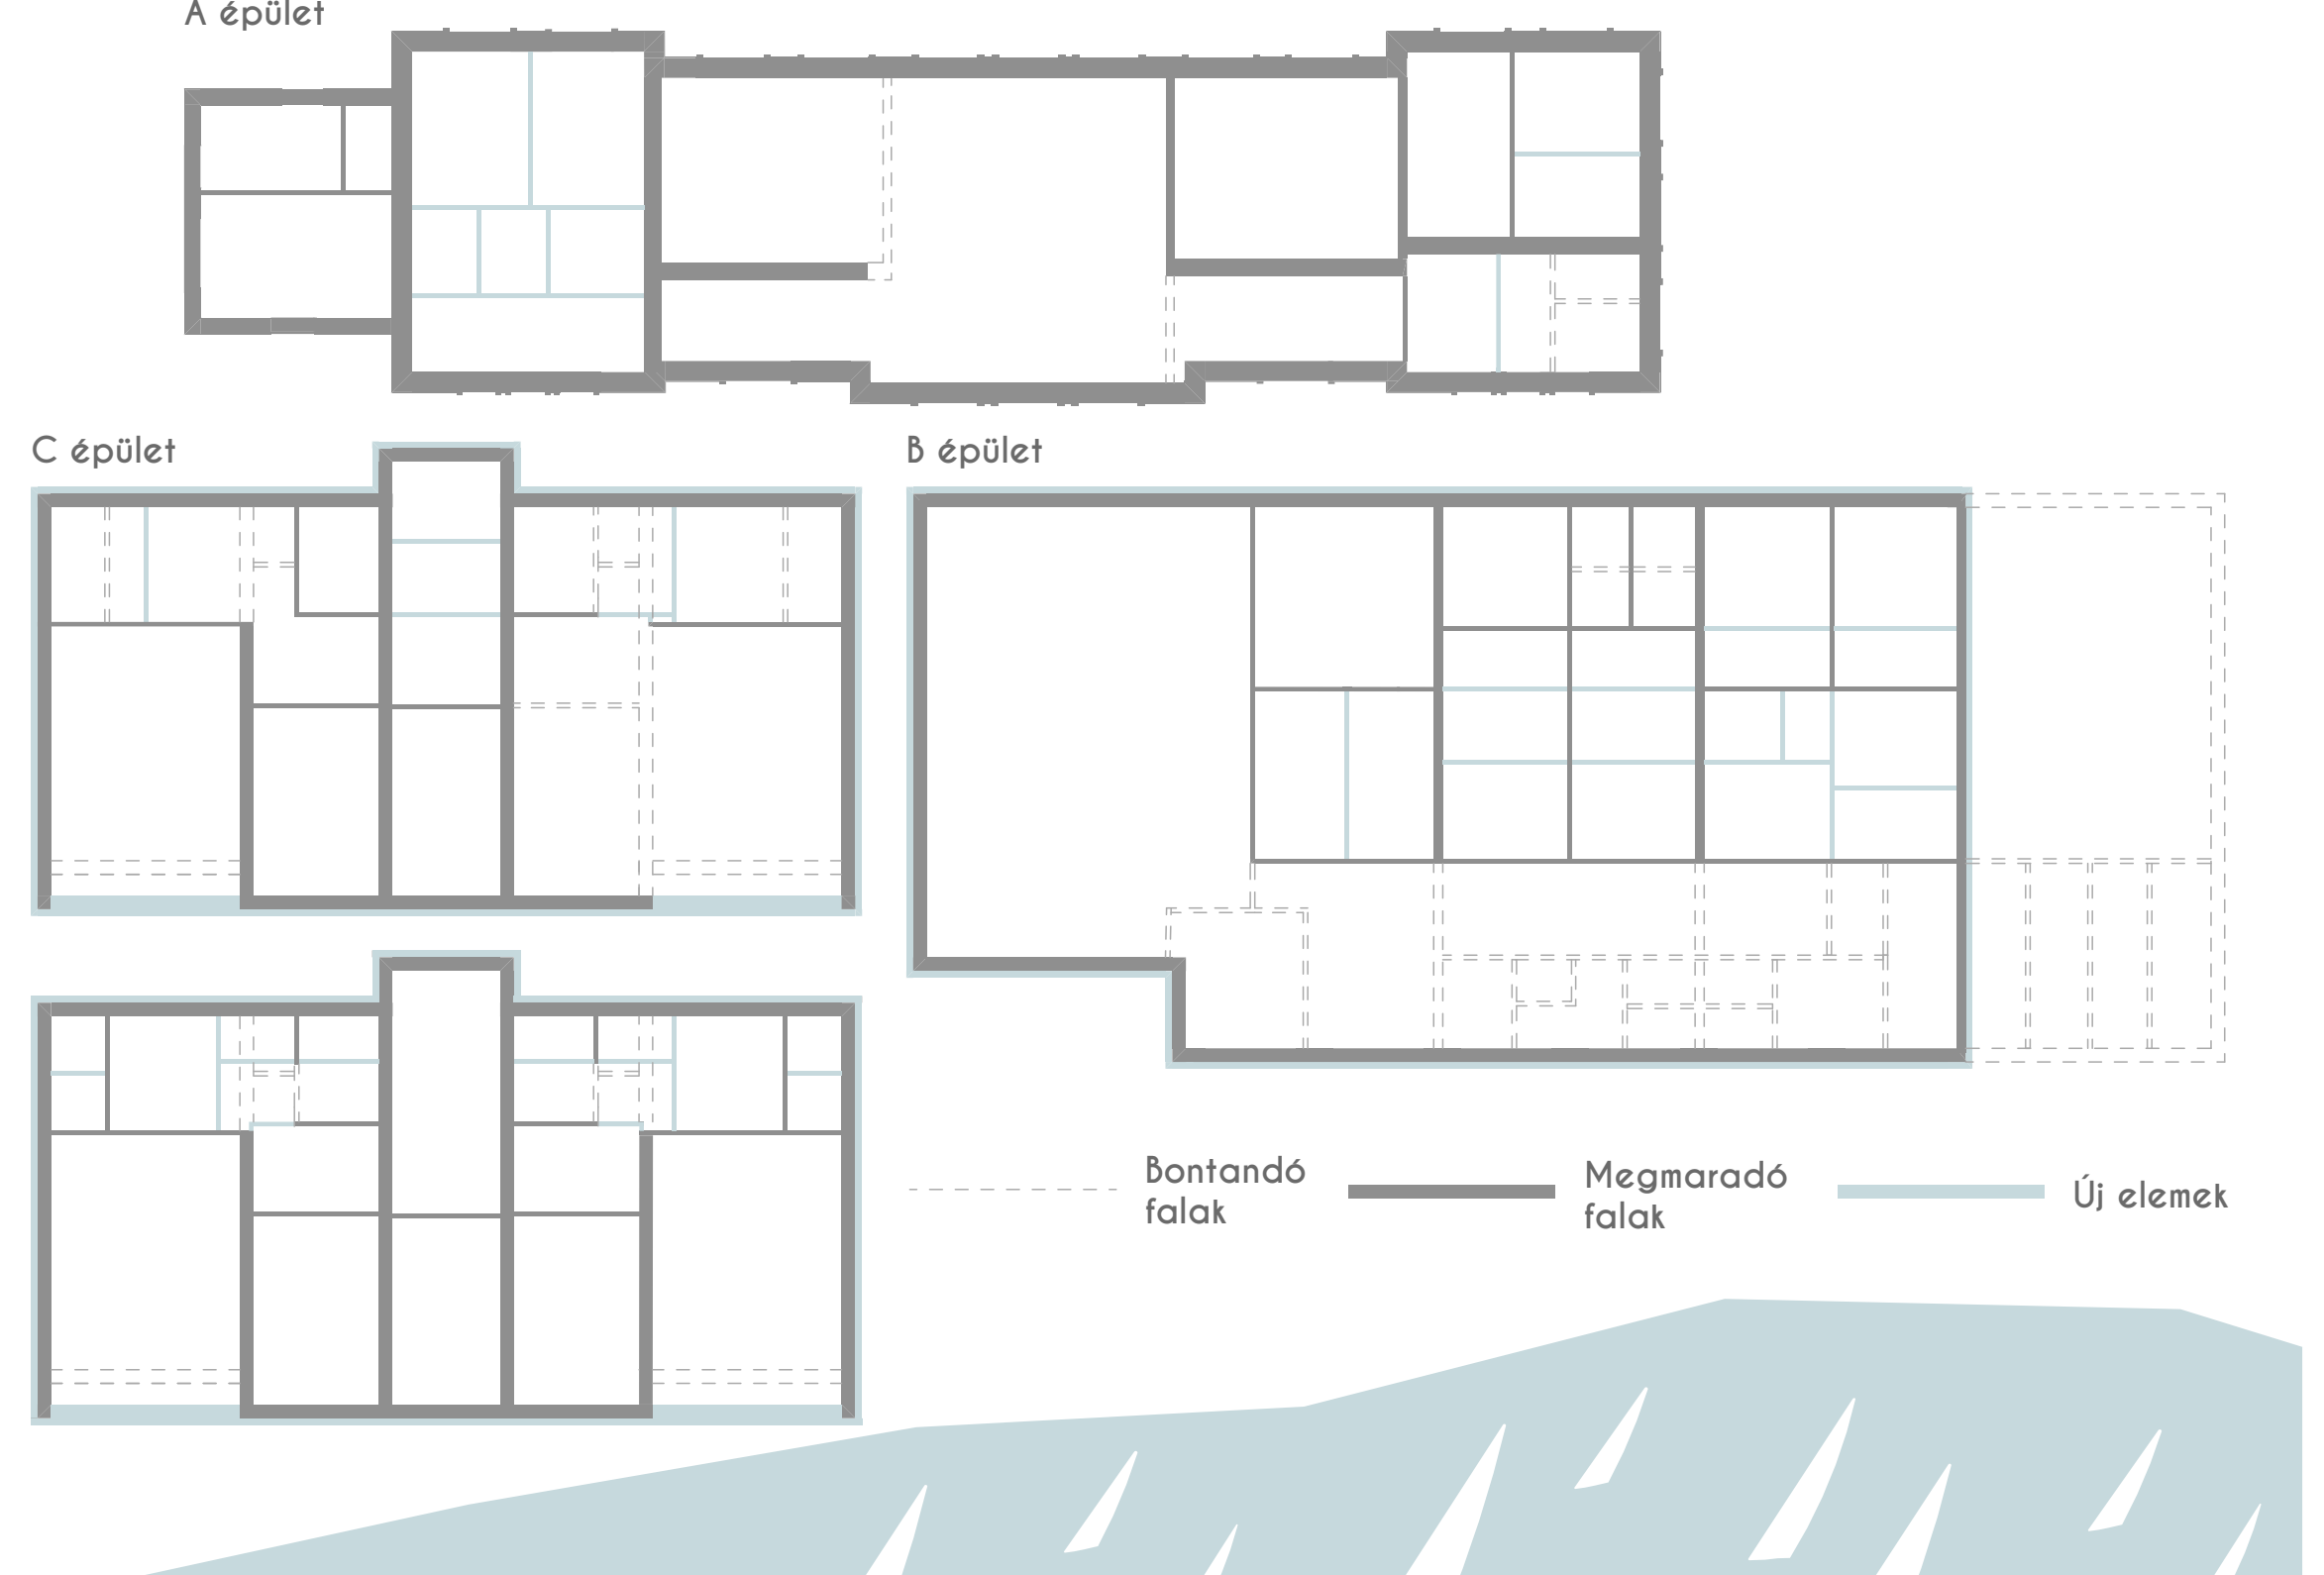 A épület
C épület
B épület
Bontandó
falak
Megmaradó
falak
Új elemek